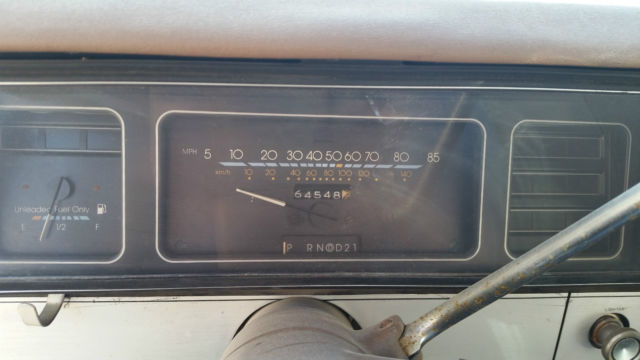 MPH 5 10 20 30 40 50 60 70 80 85
km/h 10 20 40 60 80 100 120 140
64548
Unleaded Fuel Only
E 1/2 F
P R N D 2 1
LIGHTER